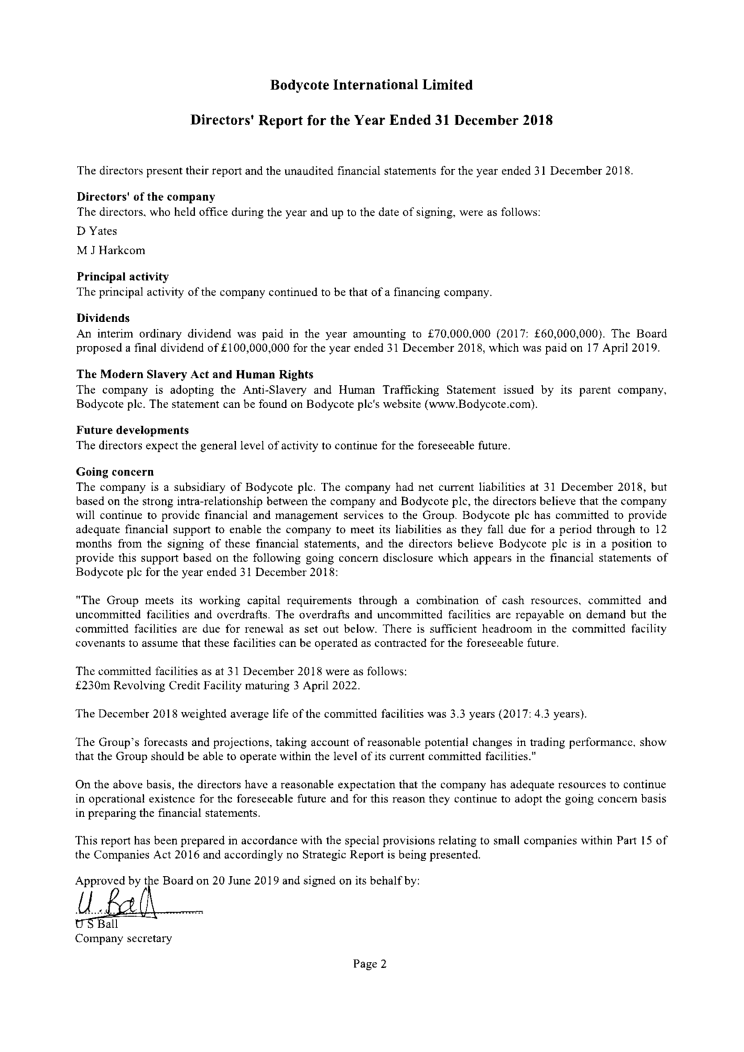 Bodycote International Limited
Directors' Report for the Year Ended 31 December 2018
The directors present their report and the unaudited financial statements for the year ended 31 December 2018.
Directors' of the company
The directors, who held office during the year and up to the date of signing, were as follows:
D Yates
M J Harkcom
Principal activity
The principal activity of the company continued to be that of a financing company.
Dividends
An interim ordinary dividend was paid in the year amounting to £70,000,000 (2017: £60,000,000). The Board
proposed a final dividend of £100,000,000 for the year ended 31 December 2018, which was paid on 17 April 2019.
The Modern Slavery Act and Human Rights
The company is adopting the Anti-Slavery and Human Trafficking Statement issued by its parent company,
Bodycote plc. The statement can be found on Bodycote plc's website (www.Bodycote.com).
Future developments
The directors expect the general level of activity to continue for the foreseeable future.
Going concern
The company is a subsidiary of Bodycote plc. The company had net current liabilities at 31 December 2018, but
based on the strong intra-relationship between the company and Bodycote plc, the directors believe that the company
will continue to provide financial and management services to the Group. Bodycote plc has committed to provide
adequate financial support to enable the company to meet its liabilities as they fall due for a period through to 12
months from the signing of these financial statements, and the directors believe Bodycote plc is in a position to
provide this support based on the following going concern disclosure which appears in the financial statements of
Bodycote plc for the year ended 31 December 2018:
"The Group meets its working capital requirements through a combination of cash resources, committed and
uncommitted facilities and overdrafts. The overdrafts and uncommitted facilities are repayable on demand but the
committed facilities are due for renewal as set out below. There is sufficient headroom in the committed facility
covenants to assume that these facilities can be operated as contracted for the foreseeable future.
The committed facilities as at 31 December 2018 were as follows:
£230m Revolving Credit Facility maturing 3 April 2022.
The December 2018 weighted average life of the committed facilities was 3.3 years (2017: 4.3 years).
The Group's forecasts and projections, taking account of reasonable potential changes in trading performance, show
that the Group should be able to operate within the level of its current committed facilities."
On the above basis, the directors have a reasonable expectation that the company has adequate resources to continue
in operational existence for the foreseeable future and for this reason they continue to adopt the going concern basis
in preparing the financial statements.
This report has been prepared in accordance with the special provisions relating to small companies within Part 15 of
the Companies Act 2016 and accordingly no Strategic Report is being presented.
Approved by the Board on 20 June 2019 and signed on its behalf by:
U. Ball
U S Ball
Company secretary
Page 2